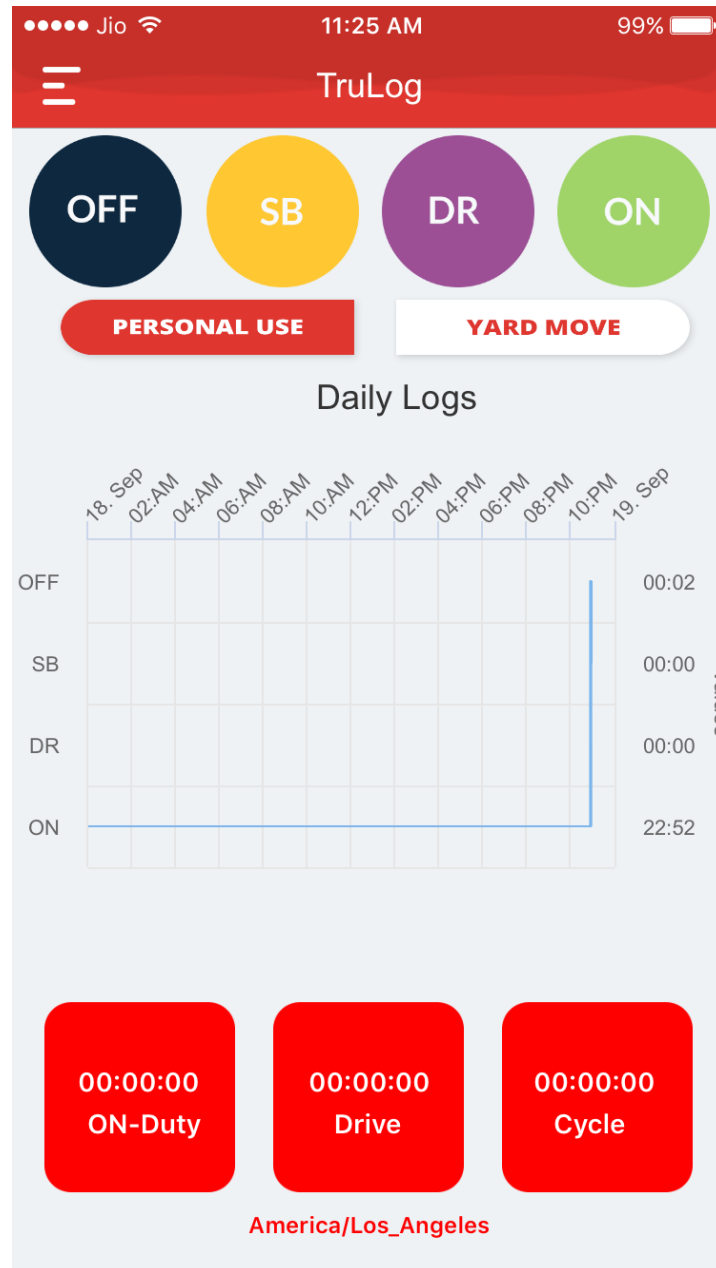 Jio 11:25 AM 99%
TruLog
OFF SB DR ON
PERSONAL USE YARD MOVE
Daily Logs
18. Sep 02:AM 04:AM 06:AM 08:AM 10:AM 12:PM 02:PM 04:PM 06:PM 08:PM 10:PM 19. Sep
OFF 00:02
SB 00:00
DR 00:00
ON 22:52
00:00:00 00:00:00 00:00:00
ON-Duty Drive Cycle
America/Los_Angeles